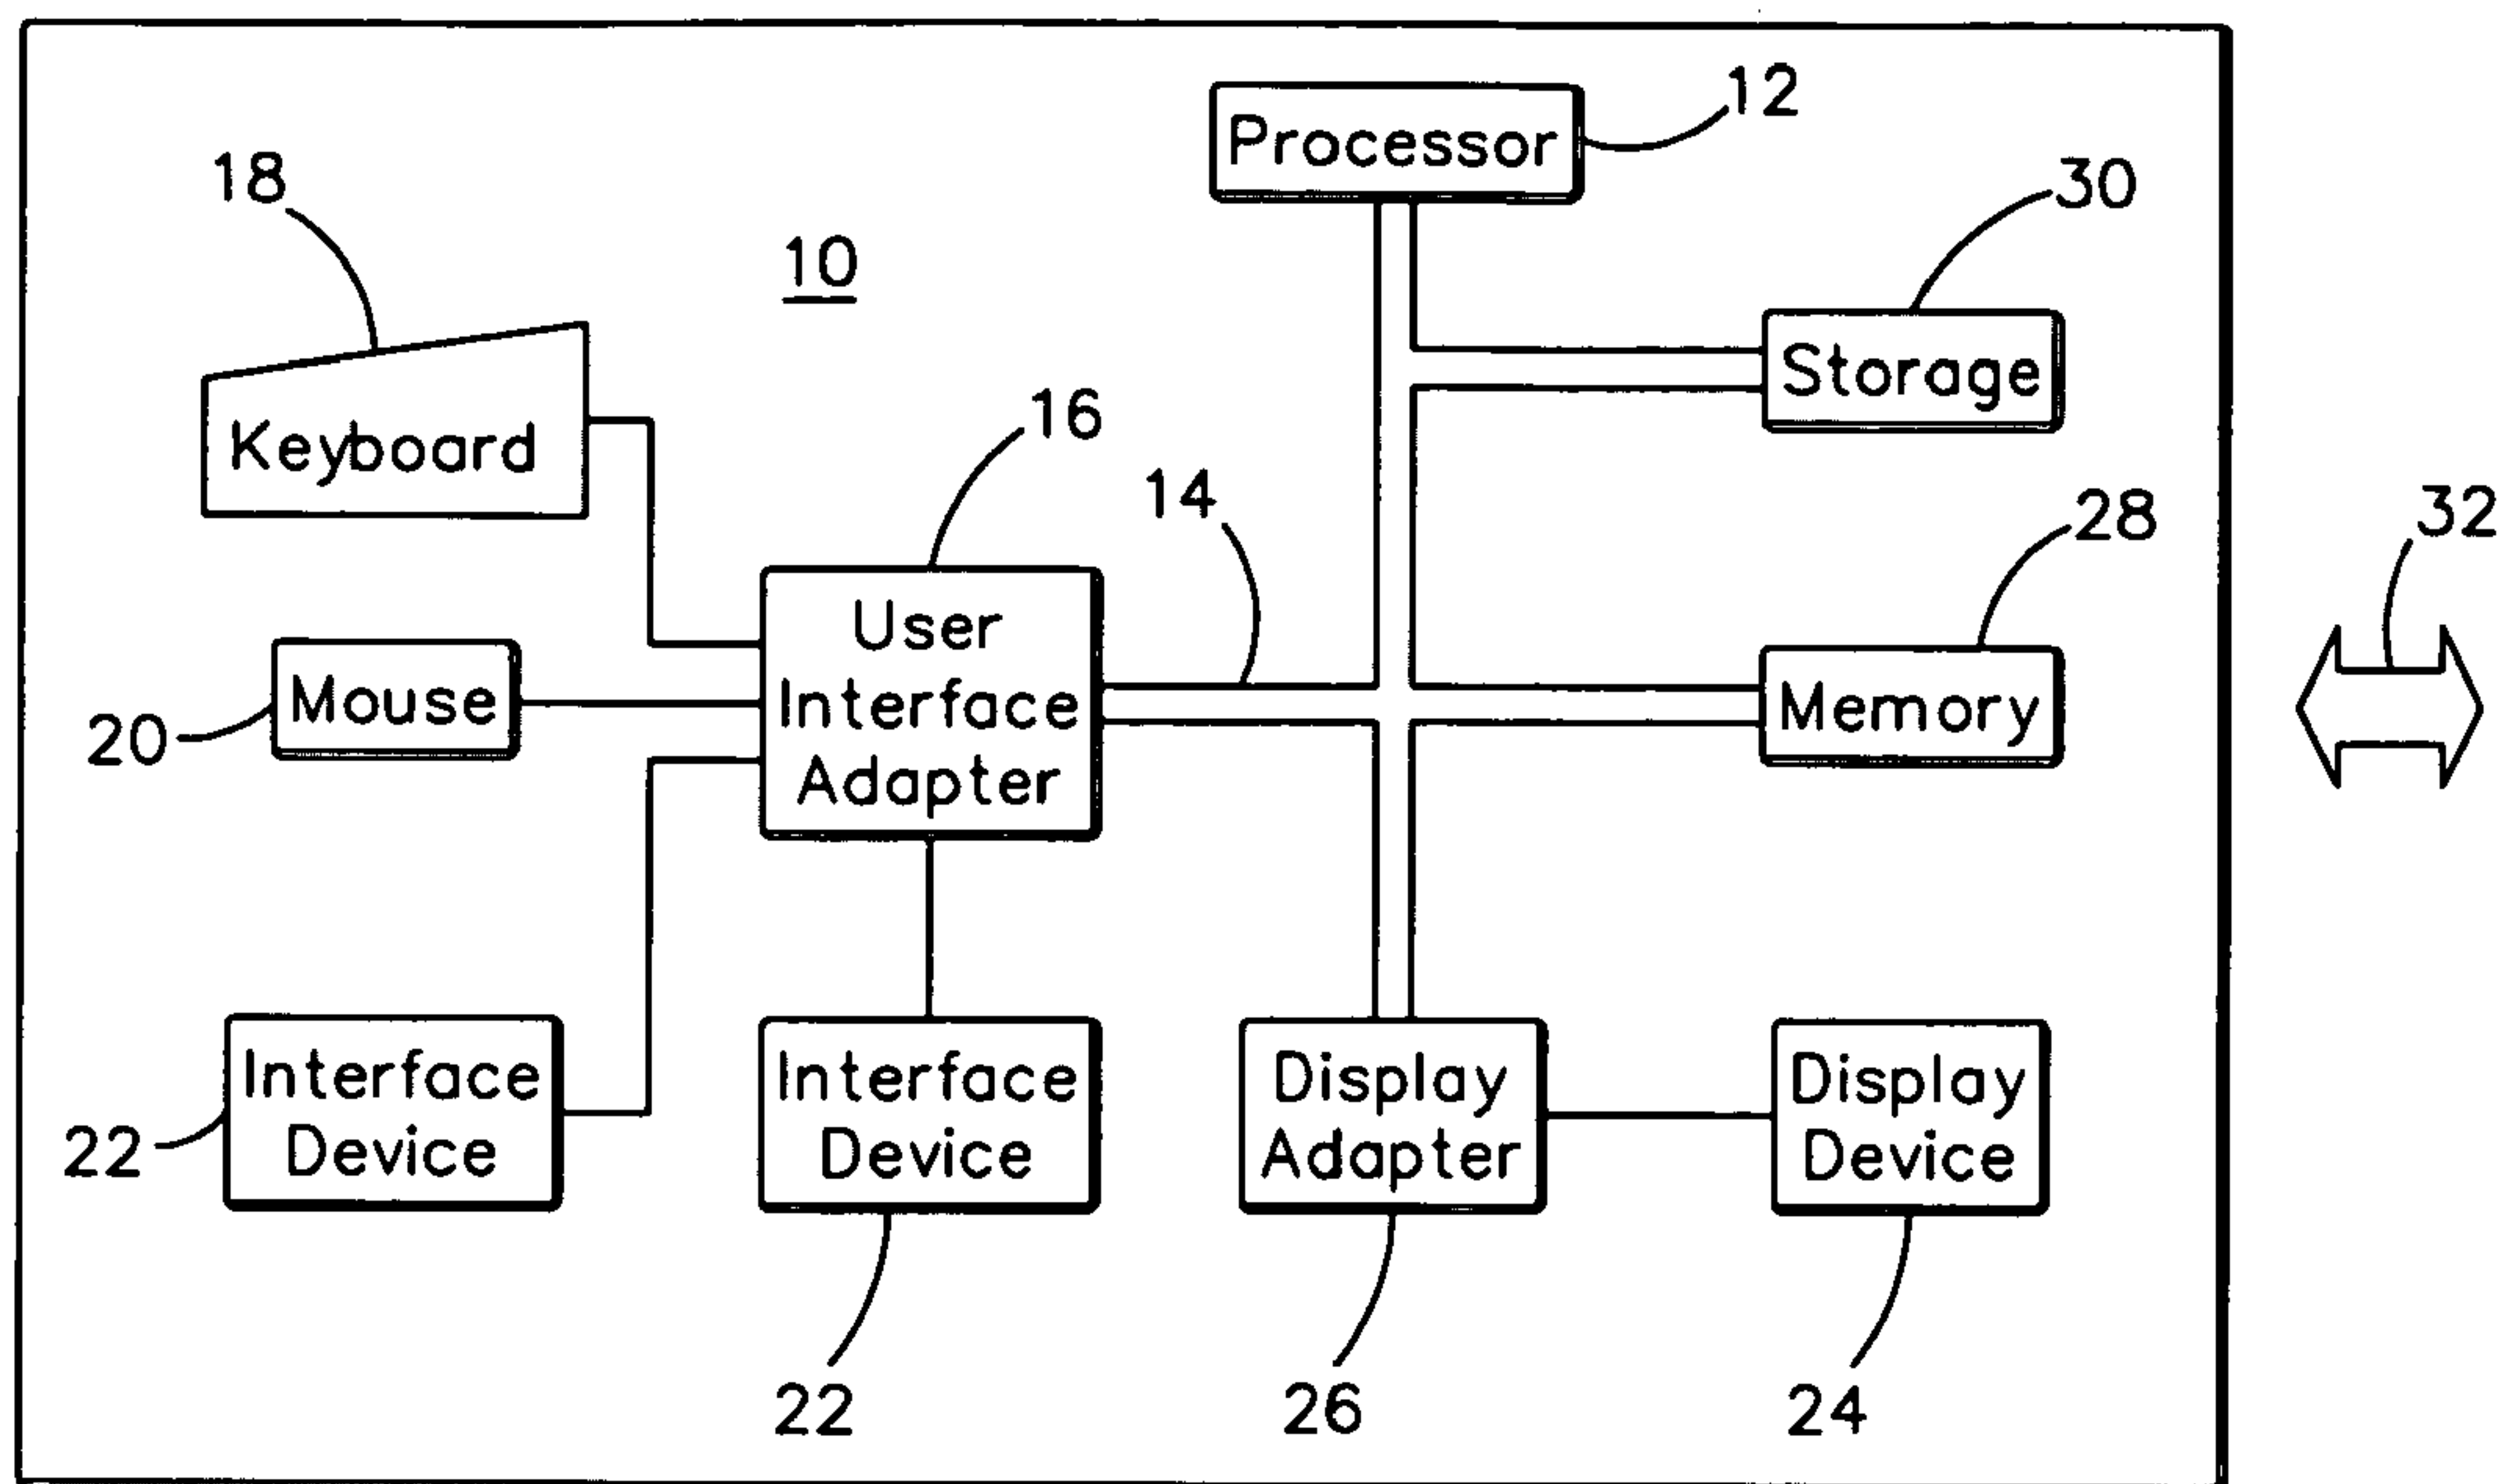 12
Processor
18
30
10
Storage
Keyboard
16
14
28
32
User
Interface
Adapter
Mouse
Memory
20
Interface
Device
22
Interface
Device
22
Display
Adapter
26
Display
Device
24